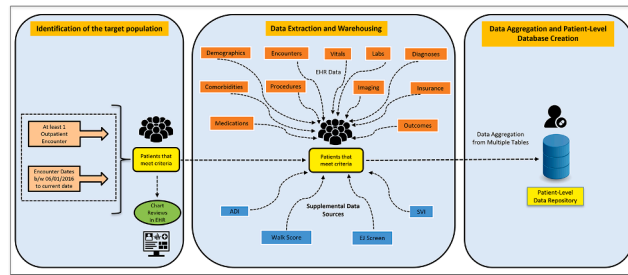 Identification of the target population
At least 1
Outpatient
Encounter
Encounter Dates
b/w 06/01/2016
to current date
Patients that
meet criteria
Chart
Reviews
in EHR
Data Extraction and Warehousing
Demographics
Encounters
Vitals
Labs
Diagnoses
EHR Data
Comorbidities
Procedures
Imaging
Insurance
Medications
Outcomes
Patients that
meet criteria
Supplemental Data
Sources
ADI
Walk Score
EJ Screen
SVI
Data Aggregation and Patient-Level
Database Creation
Data Aggregation
from Multiple Tables
Patient-Level
Data Repository